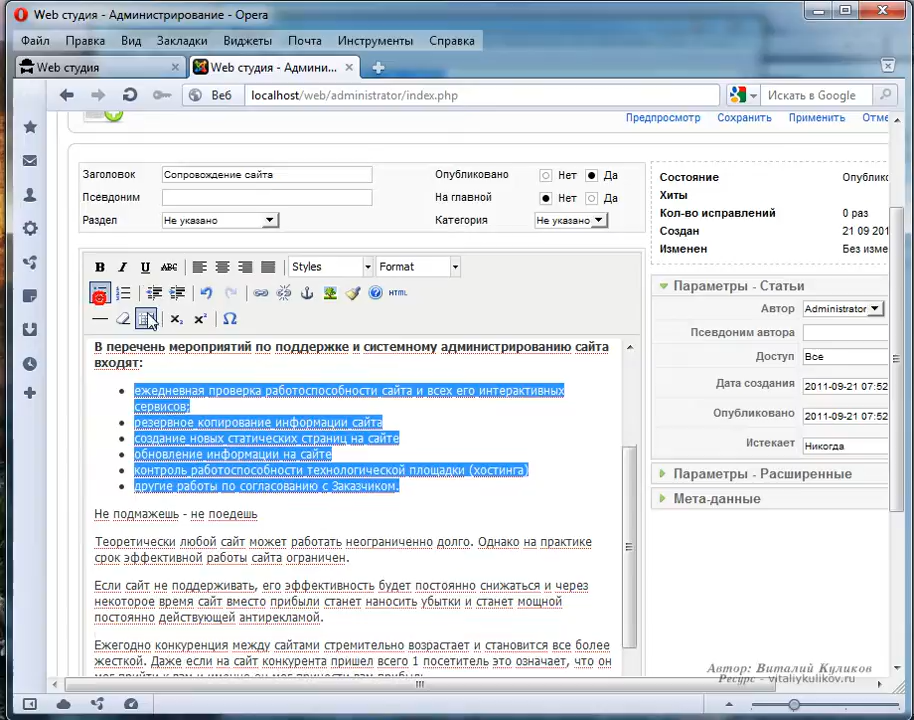 Web студия - Администрирование - Opera
Файл Правка Вид Закладки Виджеты Почта Инструменты Справка
Web студия Web студия - Админи...
Веб localhost/web/administrator/index.php Искать в Google
Предпросмотр Сохранить Применить Отме
Заголовок Сопровождение сайта Опубликовано Нет Да
Псевдоним На главной Нет Да
Раздел Не указано Категория Не указано
Состояние Опублико
Хиты
Кол-во исправлений 0 раз
Создан 21 09 201
Изменен Без изме
B I U ABC Styles Format
HTML
Параметры - Статьи
Автор Administrator
Псевдоним автора
Доступ Все
Дата создания 2011-09-21 07:52
Опубликовано 2011-09-21 07:52
Истекает Никогда
Параметры - Расширенные
Мета-данные
В перечень мероприятий по поддержке и системному администрированию сайта
входят:
ежедневная проверка работоспособности сайта и всех его интерактивных
сервисов;
резервное копирование информации сайта
создание новых статических страниц на сайте
обновление информации на сайте
контроль работоспособности технологической площадки (хостинга)
другие работы по согласованию с Заказчиком.
Не подмажешь - не поедешь
Теоретически любой сайт может работать неограниченно долго. Однако на практике
срок эффективной работы сайта ограничен.
Если сайт не поддерживать, его эффективность будет постоянно снижаться и через
некоторое время сайт вместо прибыли станет наносить убытки и станет мощной
постоянно действующей антирекламой.
Ежегодно конкуренция между сайтами стремительно возрастает и становится все более
жесткой. Даже если на сайт конкурента пришел всего 1 посетитель это означает, что он
Автор: Виталий Куликов
Ресурс - vitaliykulikov.ru